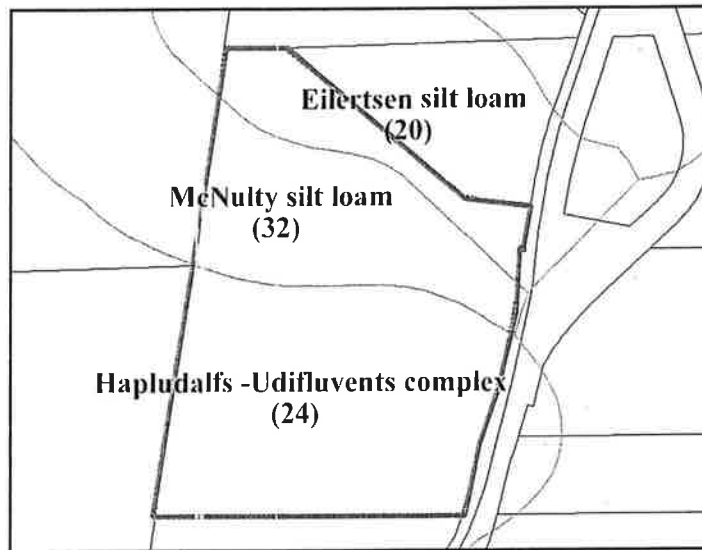 Eilertsen silt loam
(20)
McNulty silt loam
(32)
Hapludalfs -Udifluvents complex
(24)